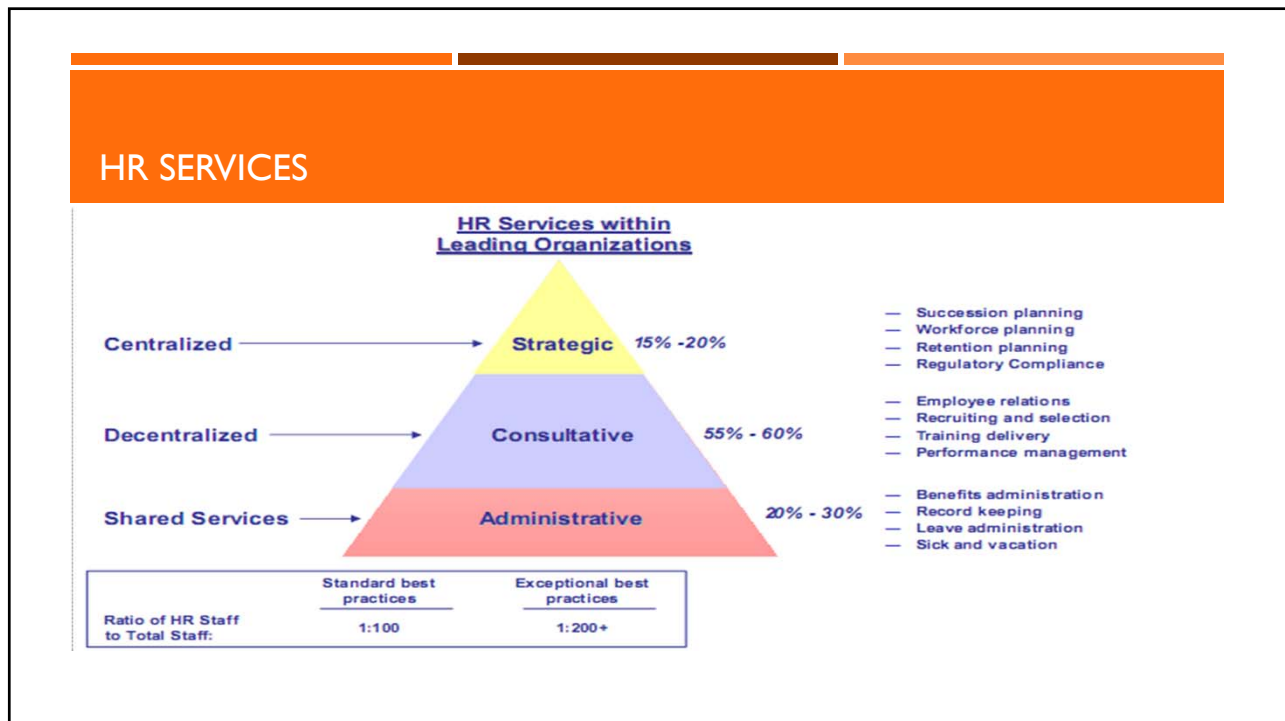 HR SERVICES
HR Services within
Leading Organizations
Centralized
Strategic
15% -20%
— Succession planning
— Workforce planning
— Retention planning
— Regulatory Compliance
Decentralized
Consultative
55% - 60%
— Employee relations
— Recruiting and selection
— Training delivery
— Performance management
Shared Services
Administrative
20% - 30%
— Benefits administration
— Record keeping
— Leave administration
— Sick and vacation
Standard best
practices
Exceptional best
practices
Ratio of HR Staff
to Total Staff:
1:100
1:200+